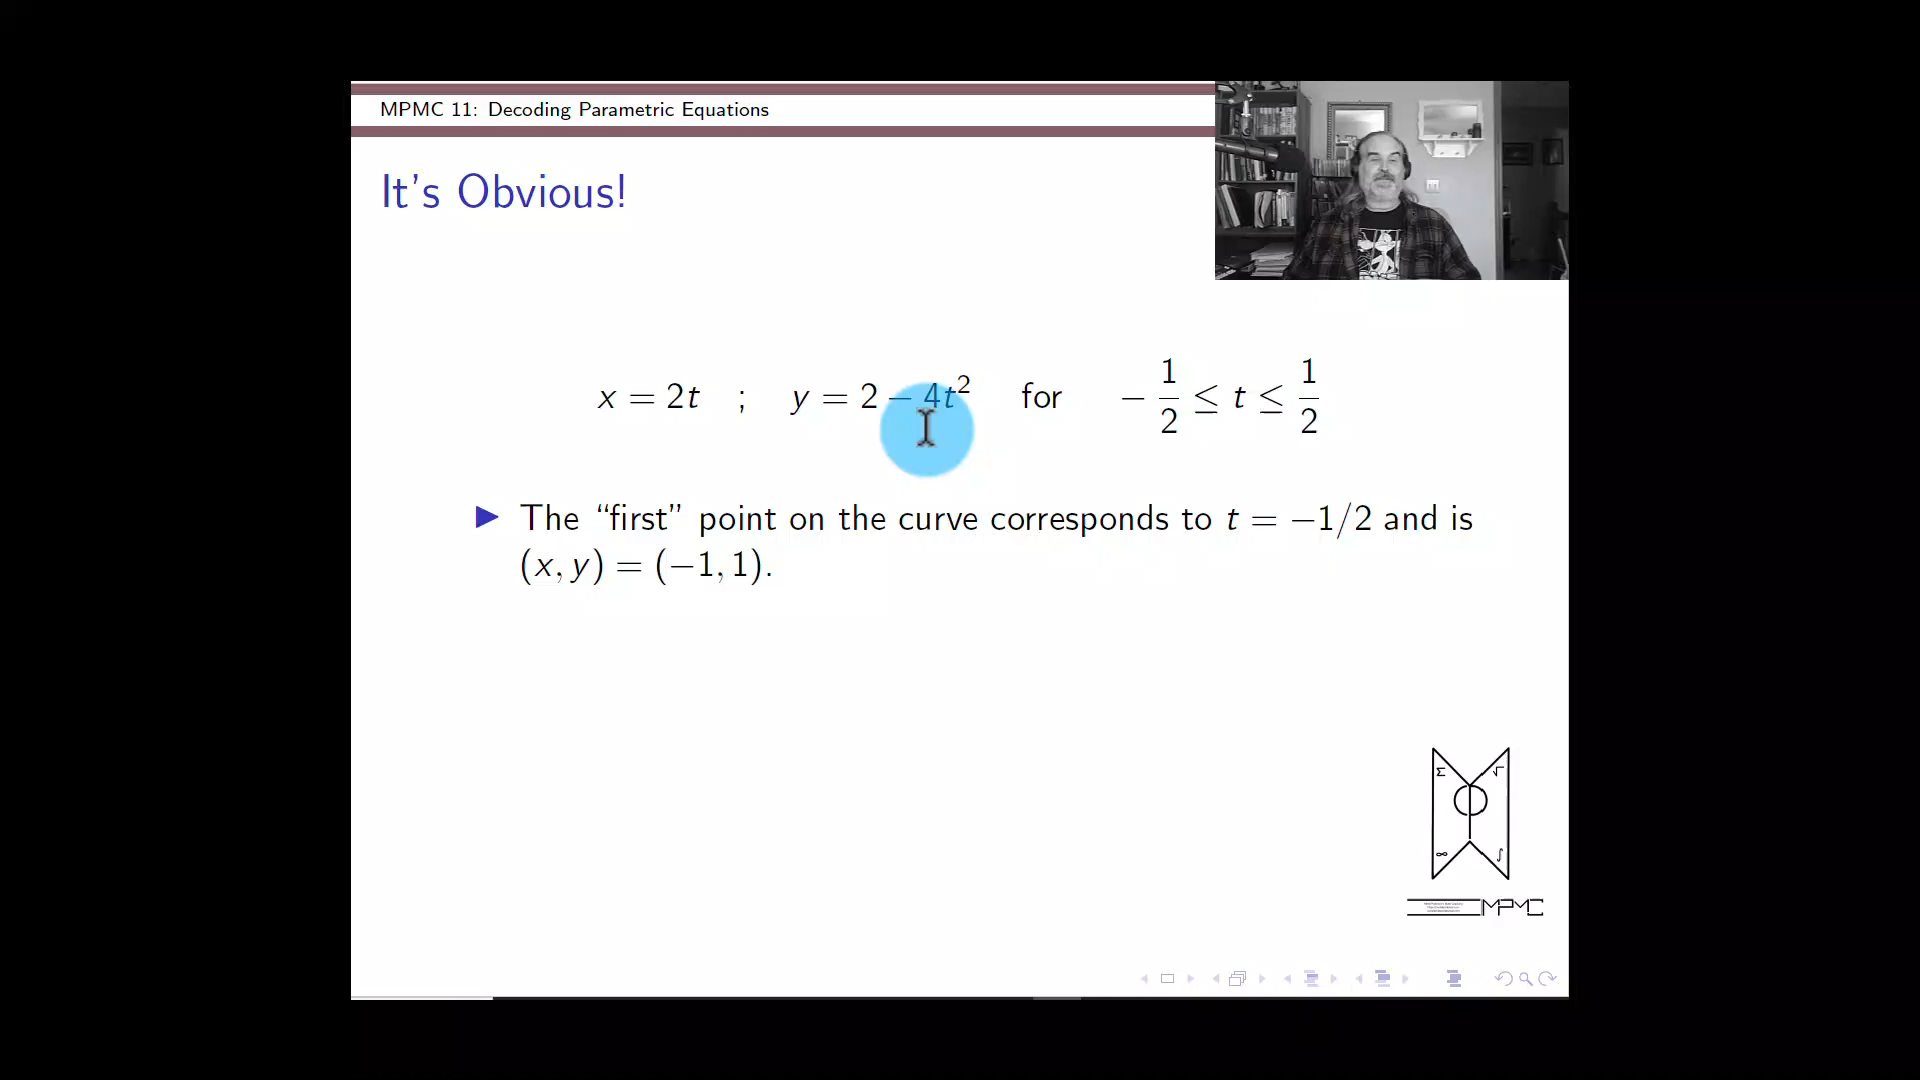 MPMC 11: Decoding Parametric Equations
It's Obvious!
x = 2t ; y = 2 − 4t² for − 1/2 ≤ t ≤ 1/2
▶ The “first” point on the curve corresponds to t = −1/2 and is
(x, y) = (−1, 1).
Σ √
∞ ∫
MPMC